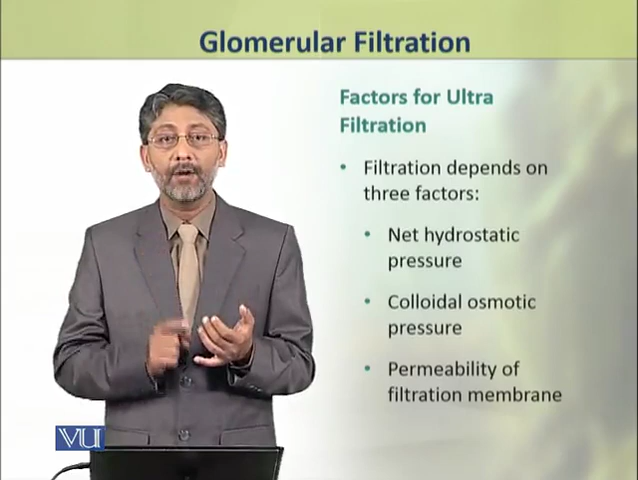 Glomerular Filtration
Factors for Ultra
Filtration
• Filtration depends on
three factors:
• Net hydrostatic
pressure
• Colloidal osmotic
pressure
• Permeability of
filtration membrane
VU